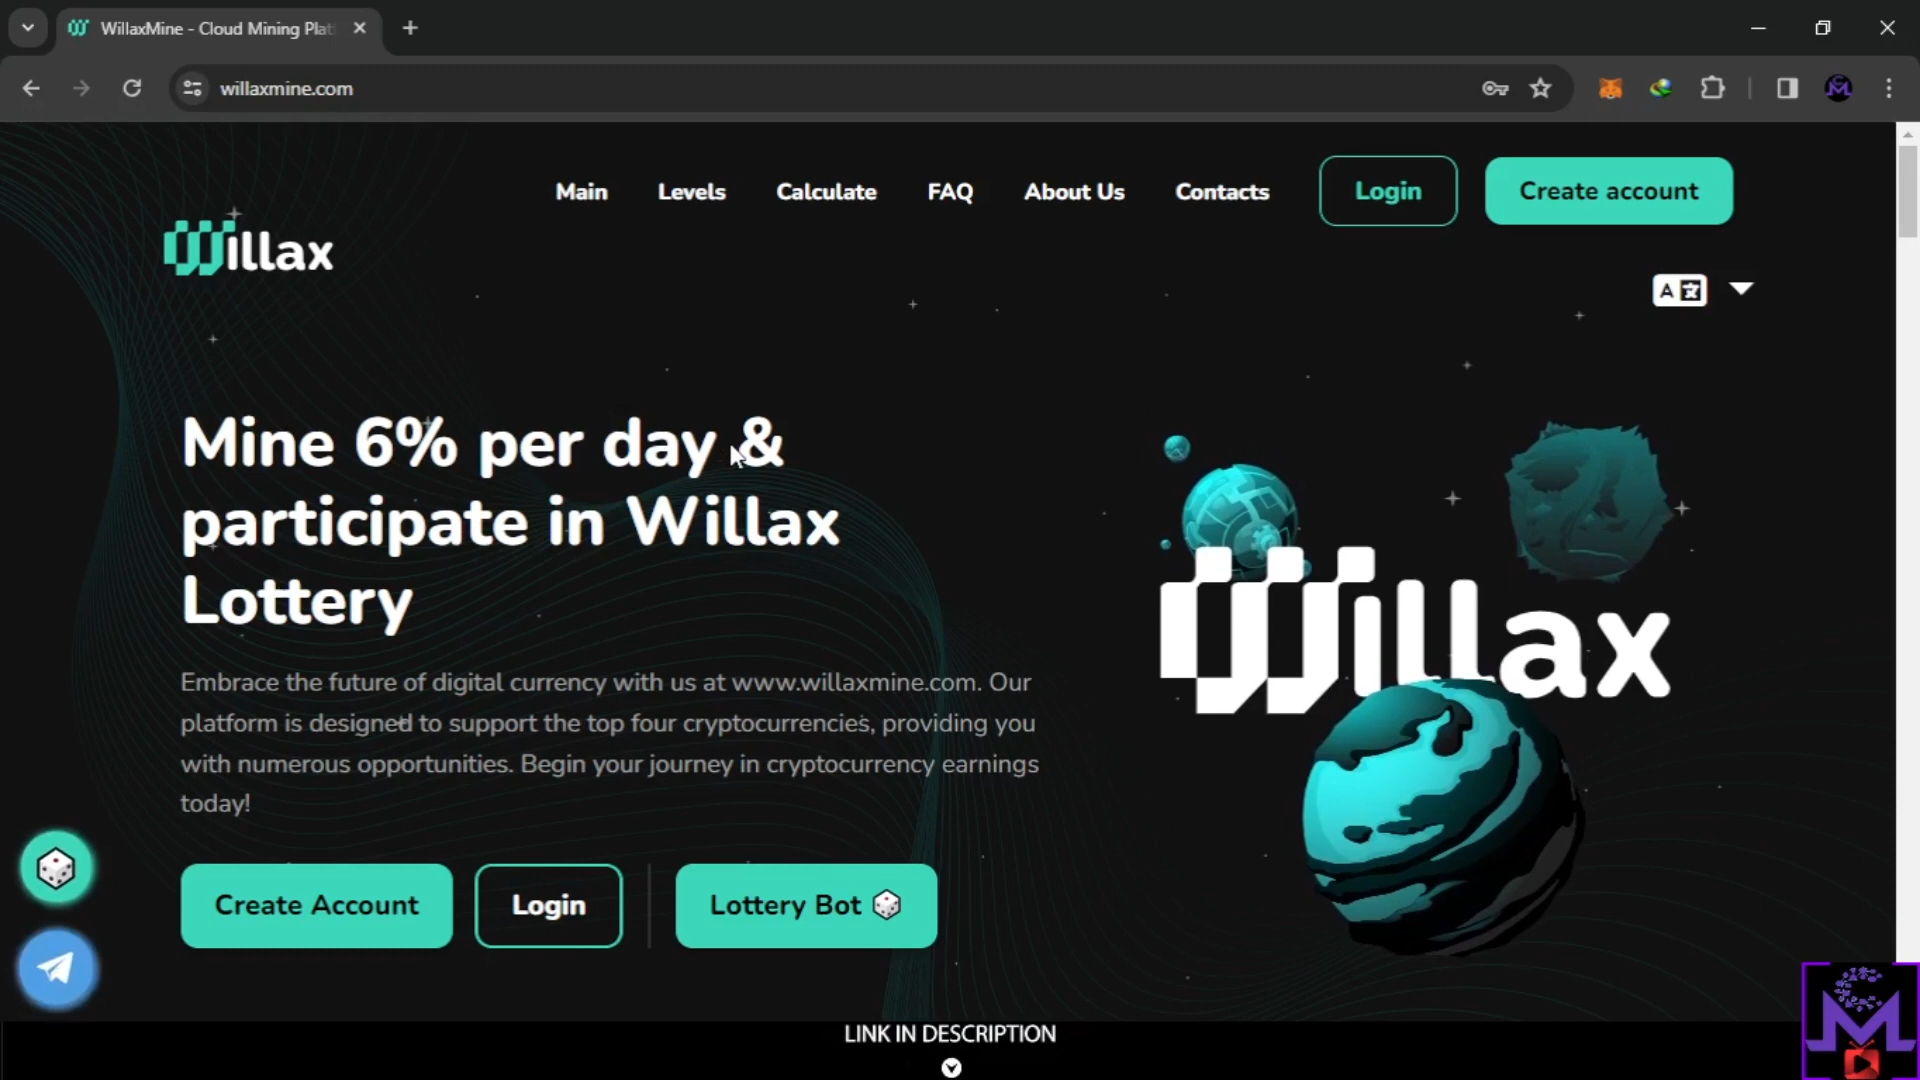 WillaxMine - Cloud Mining Plat
willaxmine.com
Main Levels Calculate FAQ About Us Contacts Login Create account
Willax
A
Mine 6% per day &
participate in Willax
Lottery
Willax
Embrace the future of digital currency with us at www.willaxmine.com. Our
platform is designed to support the top four cryptocurrencies, providing you
with numerous opportunities. Begin your journey in cryptocurrency earnings
today!
Create Account Login Lottery Bot
LINK IN DESCRIPTION